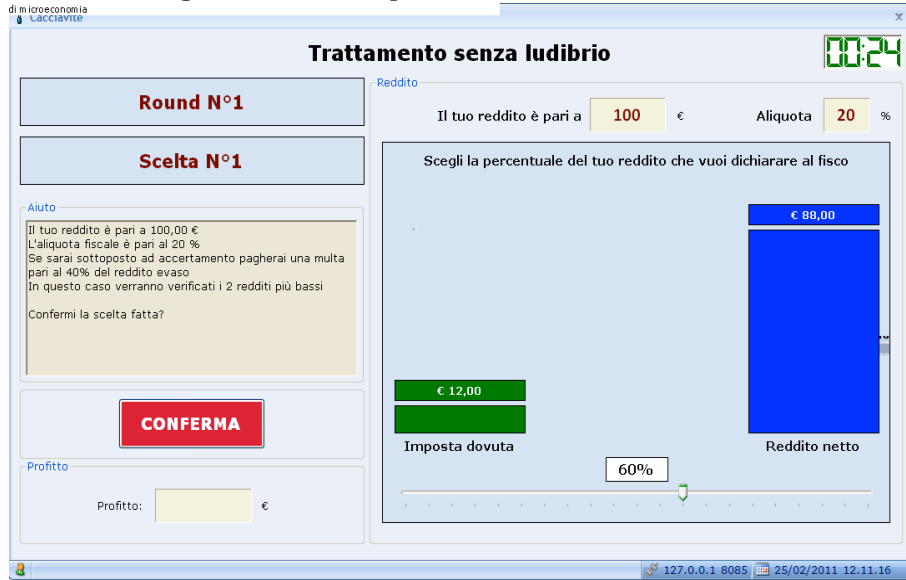 di microeconomia
Cacciavite
x
Trattamento senza ludibrio
00:24
Round N°1
Scelta N°1
Aiuto
Il tuo reddito è pari a 100,00 €
L'aliquota fiscale è pari al 20 %
Se sarai sottoposto ad accertamento pagherai una multa
pari al 40% del reddito evaso
In questo caso verranno verificati i 2 redditi più bassi
Confermi la scelta fatta?
CONFERMA
Profitto
Profitto: €
Reddito
Il tuo reddito è pari a 100 € Aliquota 20 %
Scegli la percentuale del tuo reddito che vuoi dichiarare al fisco
€ 88,00
€ 12,00
Imposta dovuta Reddito netto
60%
127.0.0.1 8085 25/02/2011 12.11.16